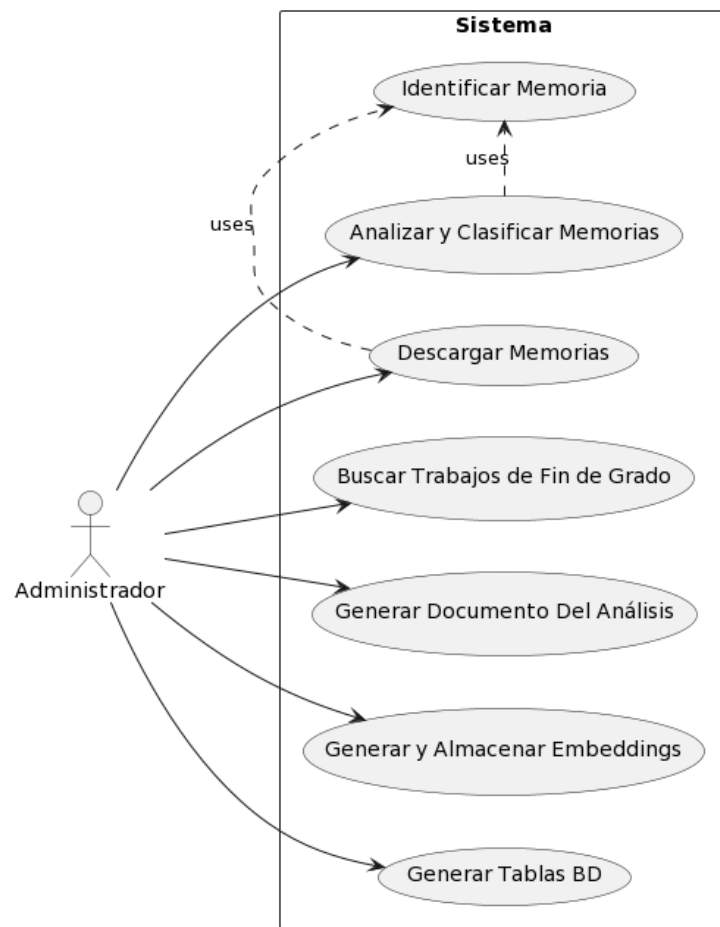 Sistema
Identificar Memoria
uses
Analizar y Clasificar Memorias
uses
Descargar Memorias
Buscar Trabajos de Fin de Grado
Administrador
Generar Documento Del Análisis
Generar y Almacenar Embeddings
Generar Tablas BD